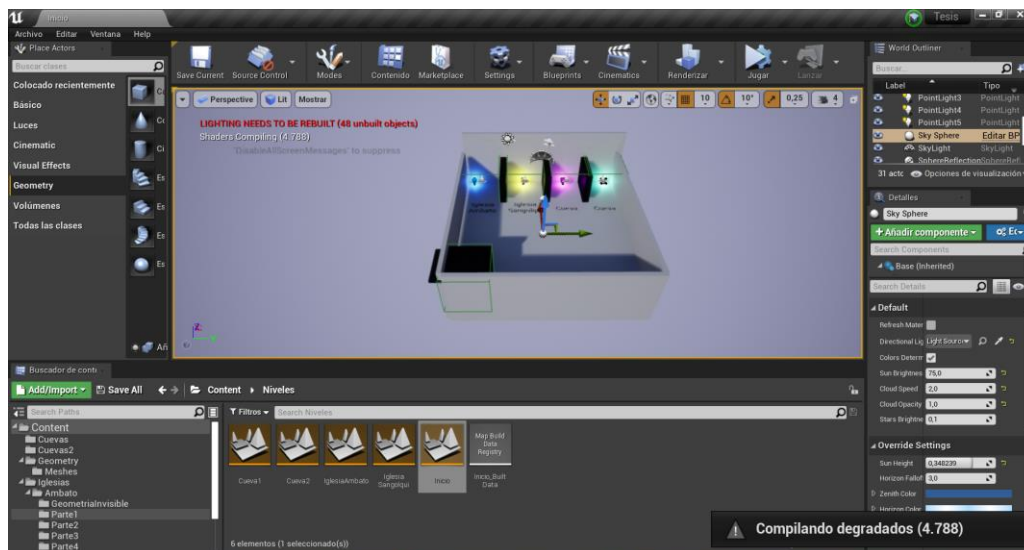 Inicio
Tesis
Archivo Editar Ventana Help
Place Actors
Buscar clases
Colocado recientemente
Básico
Luces
Cinematic
Visual Effects
Geometry
Volúmenes
Todas las clases
Save Current Source Control Modes Contenido Marketplace Settings Blueprints Cinematics Renderizar Jugar Lanzar
Perspective Lit Mostrar
10 10° 0,25 4
LIGHTING NEEDS TO BE REBUILT (48 unbuilt objects)
Shaders Compiling (4.788)
'DisableAllScreenMessages' to suppress
World Outliner
Buscar...
Label Tipo
PointLight3 PointLight
PointLight4 PointLight
PointLight5 PointLight
Sky Sphere Editar BP
SkyLight SkyLight
SphereReflectionSphereRefl
31 actc Opciones de visualización
Detalles
Sky Sphere
+ Añadir componente
Search Components
Base (Inherited)
Search Details
Default
Refresh Mater
Directional Lig Light Source
Colors Determ
Sun Brightnes 75,0
Cloud Speed 2,0
Cloud Opacity 1,0
Stars Brightne 0,1
Override Settings
Sun Height 0,348239
Horizon Fallof 3,0
Zenith Color
Horizon Color
Buscador de conte
Add/Import Save All Content Niveles
Search Paths
Filtros Search Niveles
Content
Cuevas
Cuevas2
Geometry
Meshes
Iglesias
Ambato
GeometriaInvisible
Parte1
Parte2
Parte3
Parte4
Cueva1 Cueva2 IglesiaAmbato Iglesia Sangolqui Inicio
Map Build
Data
Registry
Inicio_Built
Data
6 elementos (1 seleccionado(s))
Compilando degradados (4.788)